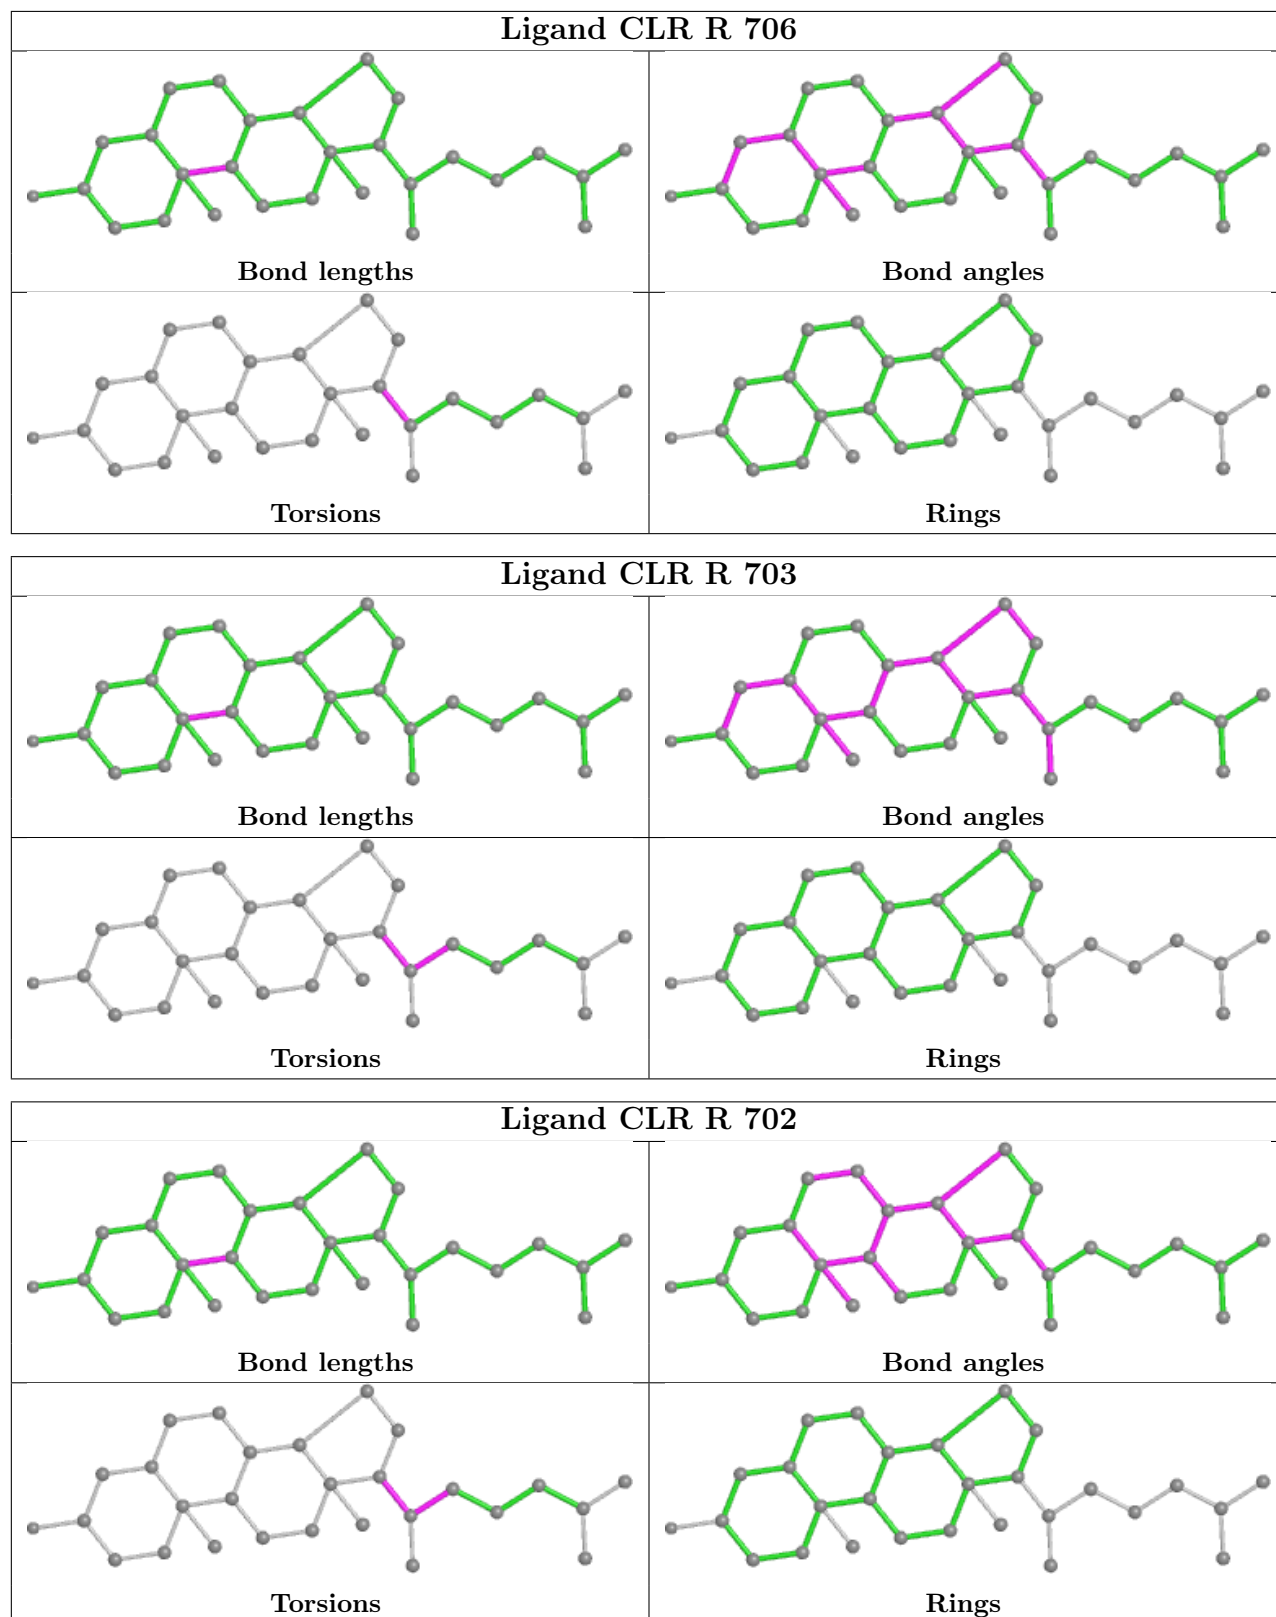 Ligand CLR R 706
Bond lengths
Bond angles
Torsions
Rings
Ligand CLR R 703
Bond lengths
Bond angles
Torsions
Rings
Ligand CLR R 702
Bond lengths
Bond angles
Torsions
Rings